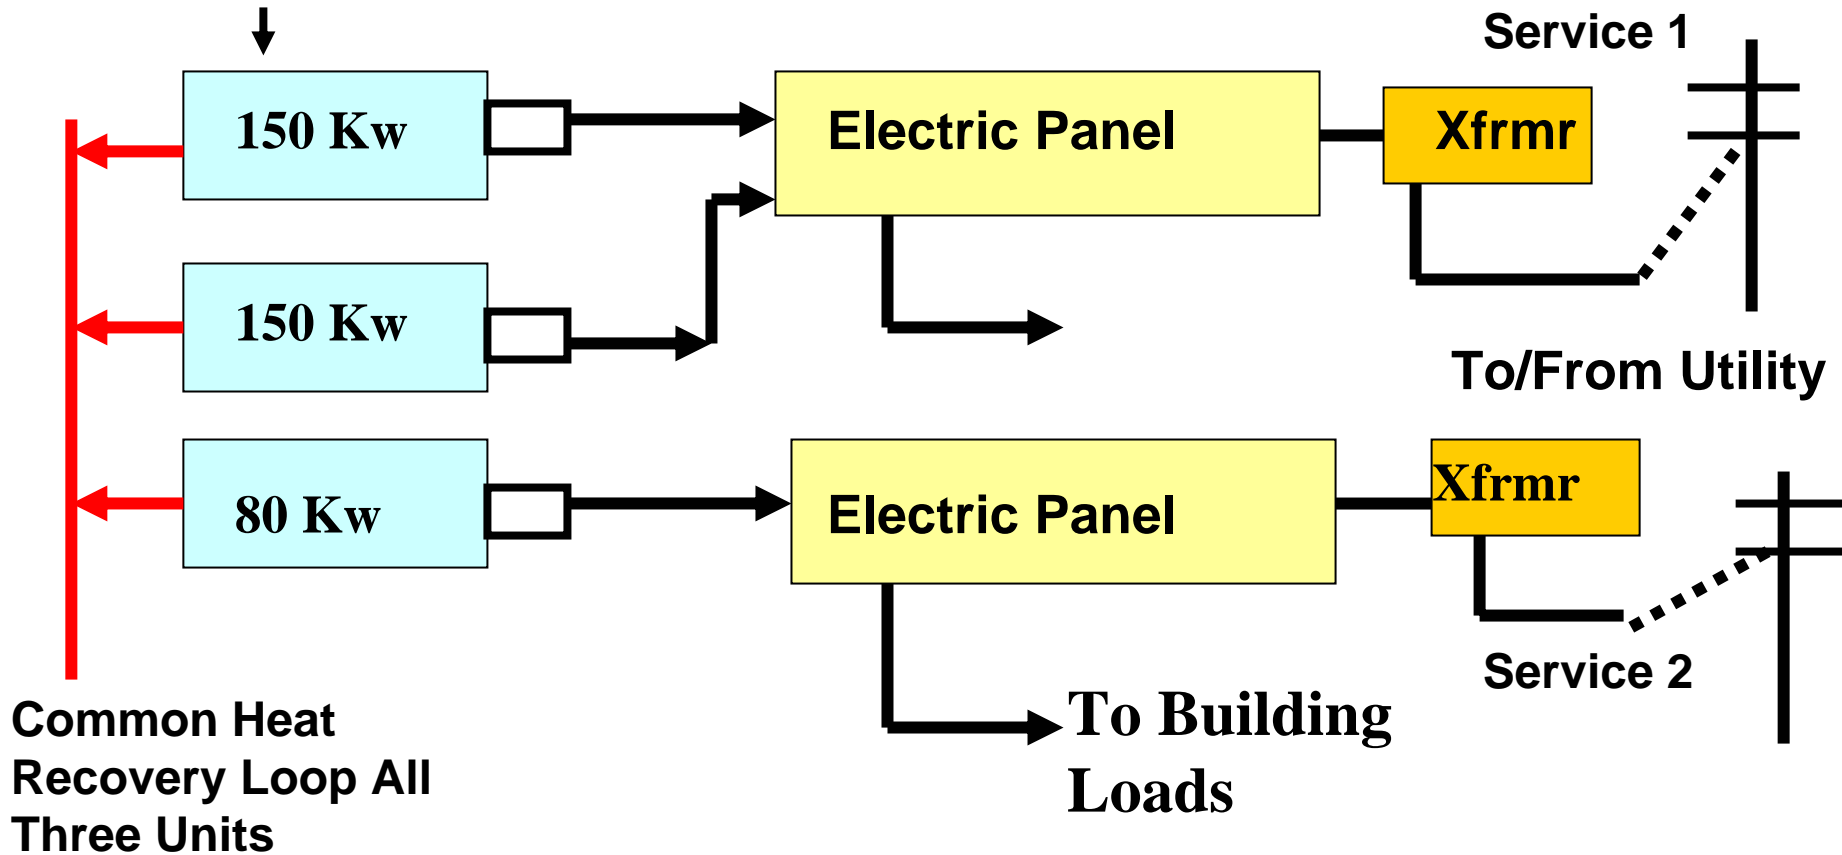 Service 1
150 Kw
Electric Panel
Xfrmr
150 Kw
To/From Utility
80 Kw
Electric Panel
Xfrmr
Service 2
To Building
Loads
Common Heat
Recovery Loop All
Three Units